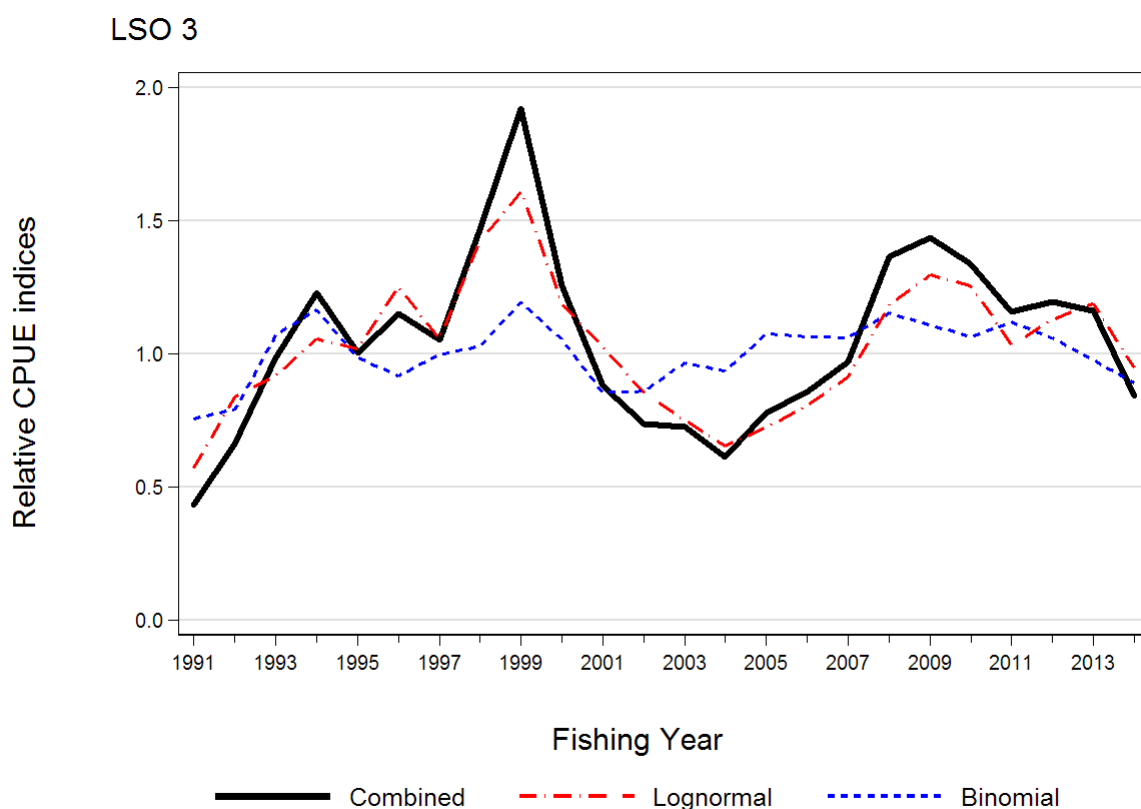 LSO 3
2.0
1.5
1.0
0.5
0.0
Relative CPUE indices
1991 1993 1995 1997 1999 2001 2003 2005 2007 2009 2011 2013
Fishing Year
Combined Lognormal Binomial